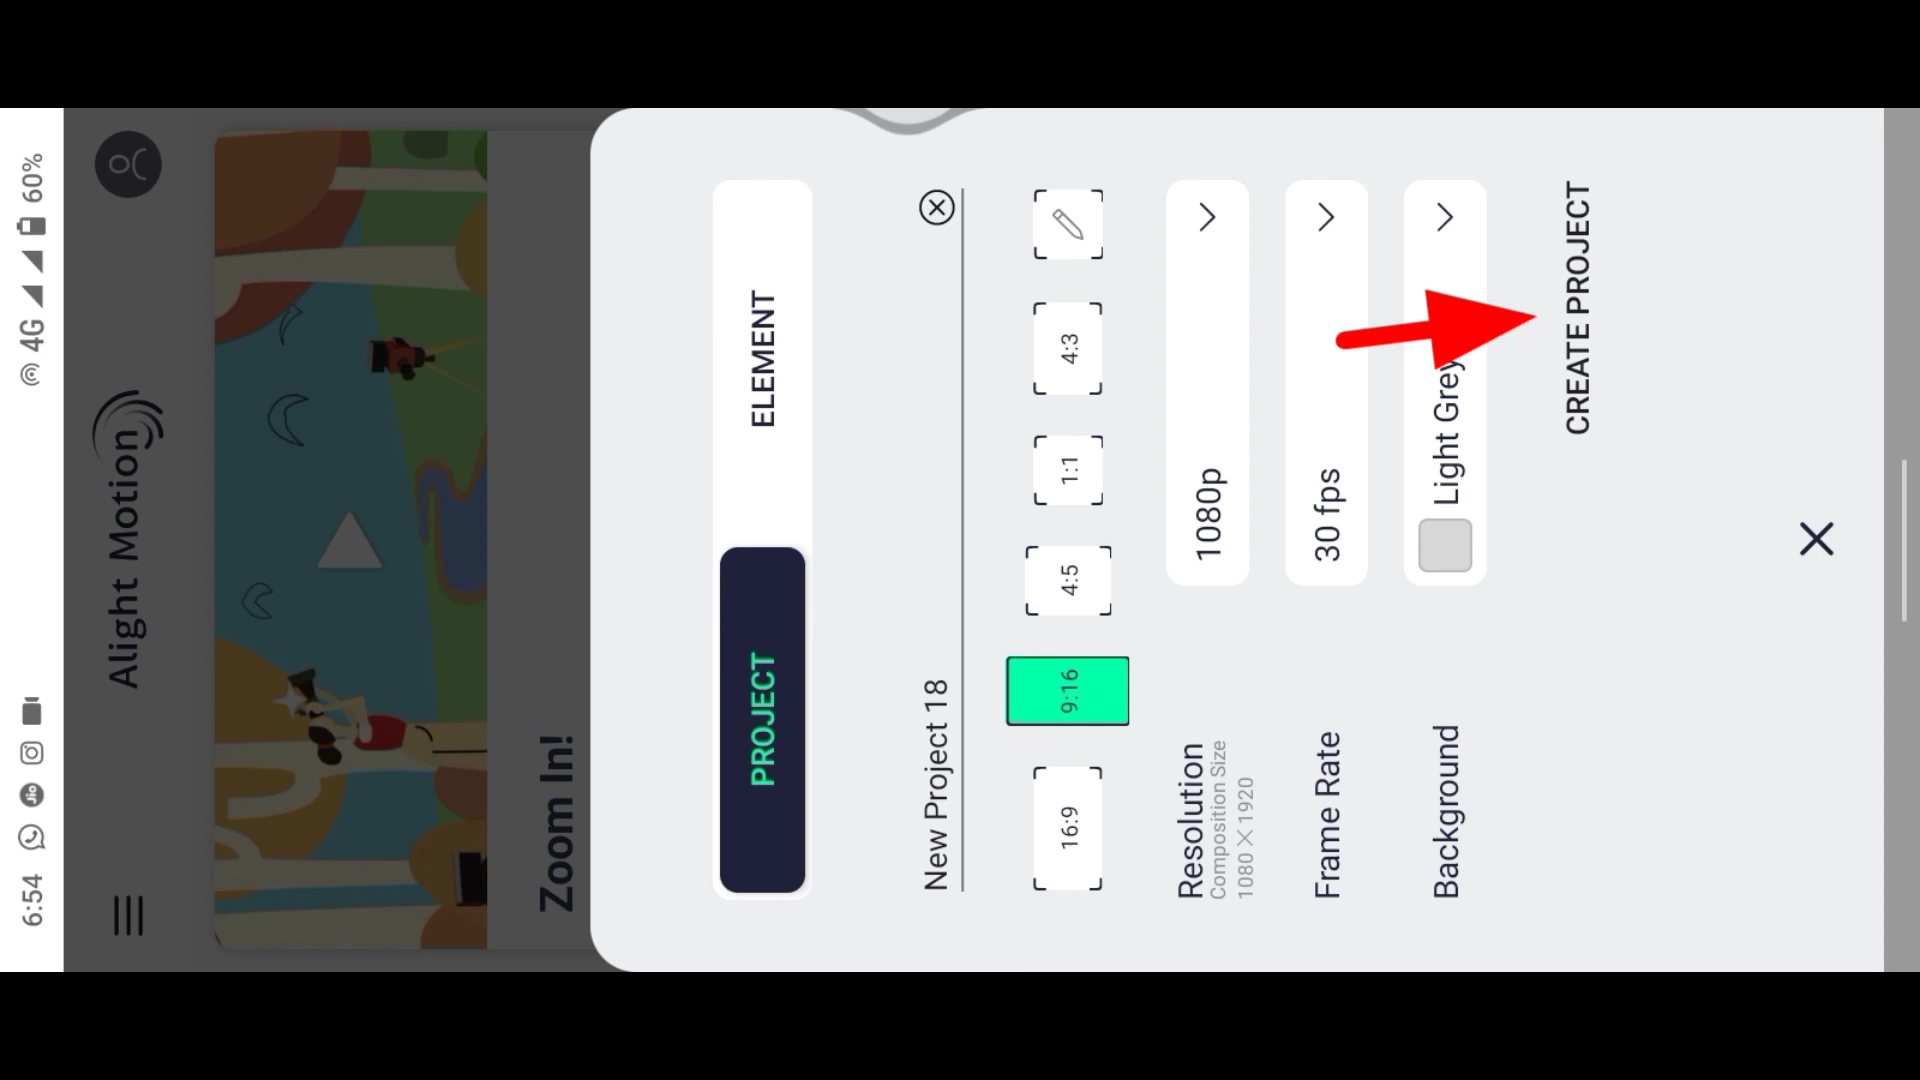 6:54
4G 60%
Alight Motion
Zoom In!
PROJECT ELEMENT
New Project 18
16:9 9:16 4:5 1:1 4:3
Resolution 1080p
Composition Size
1080 X 1920
Frame Rate 30 fps
Background Light Grey
CREATE PROJECT